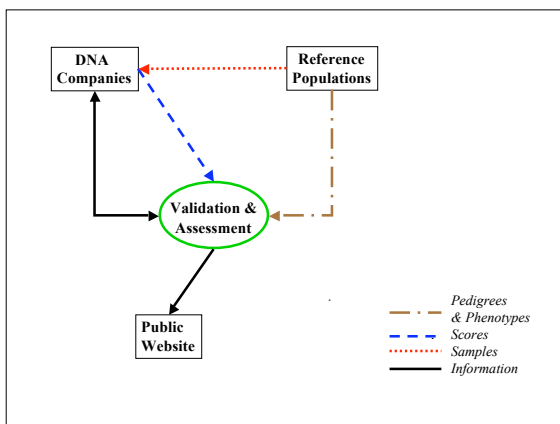 DNA
Companies
Reference
Populations
Validation &
Assessment
Public
Website
Pedigrees
& Phenotypes
Scores
Samples
Information